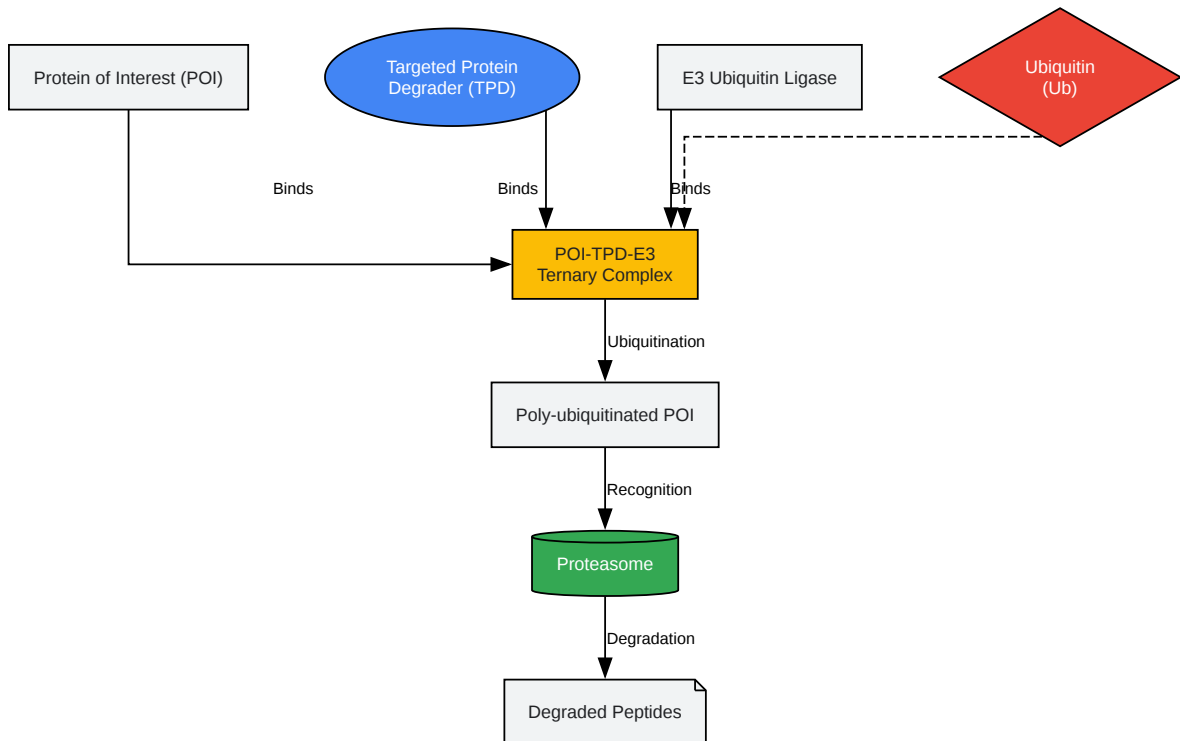 Protein of Interest (POI)
Targeted Protein
Degrader (TPD)
E3 Ubiquitin Ligase
Ubiquitin
(Ub)
Binds
Binds
Binds
POI-TPD-E3
Ternary Complex
Ubiquitination
Poly-ubiquitinated POI
Recognition
Proteasome
Degradation
Degraded Peptides